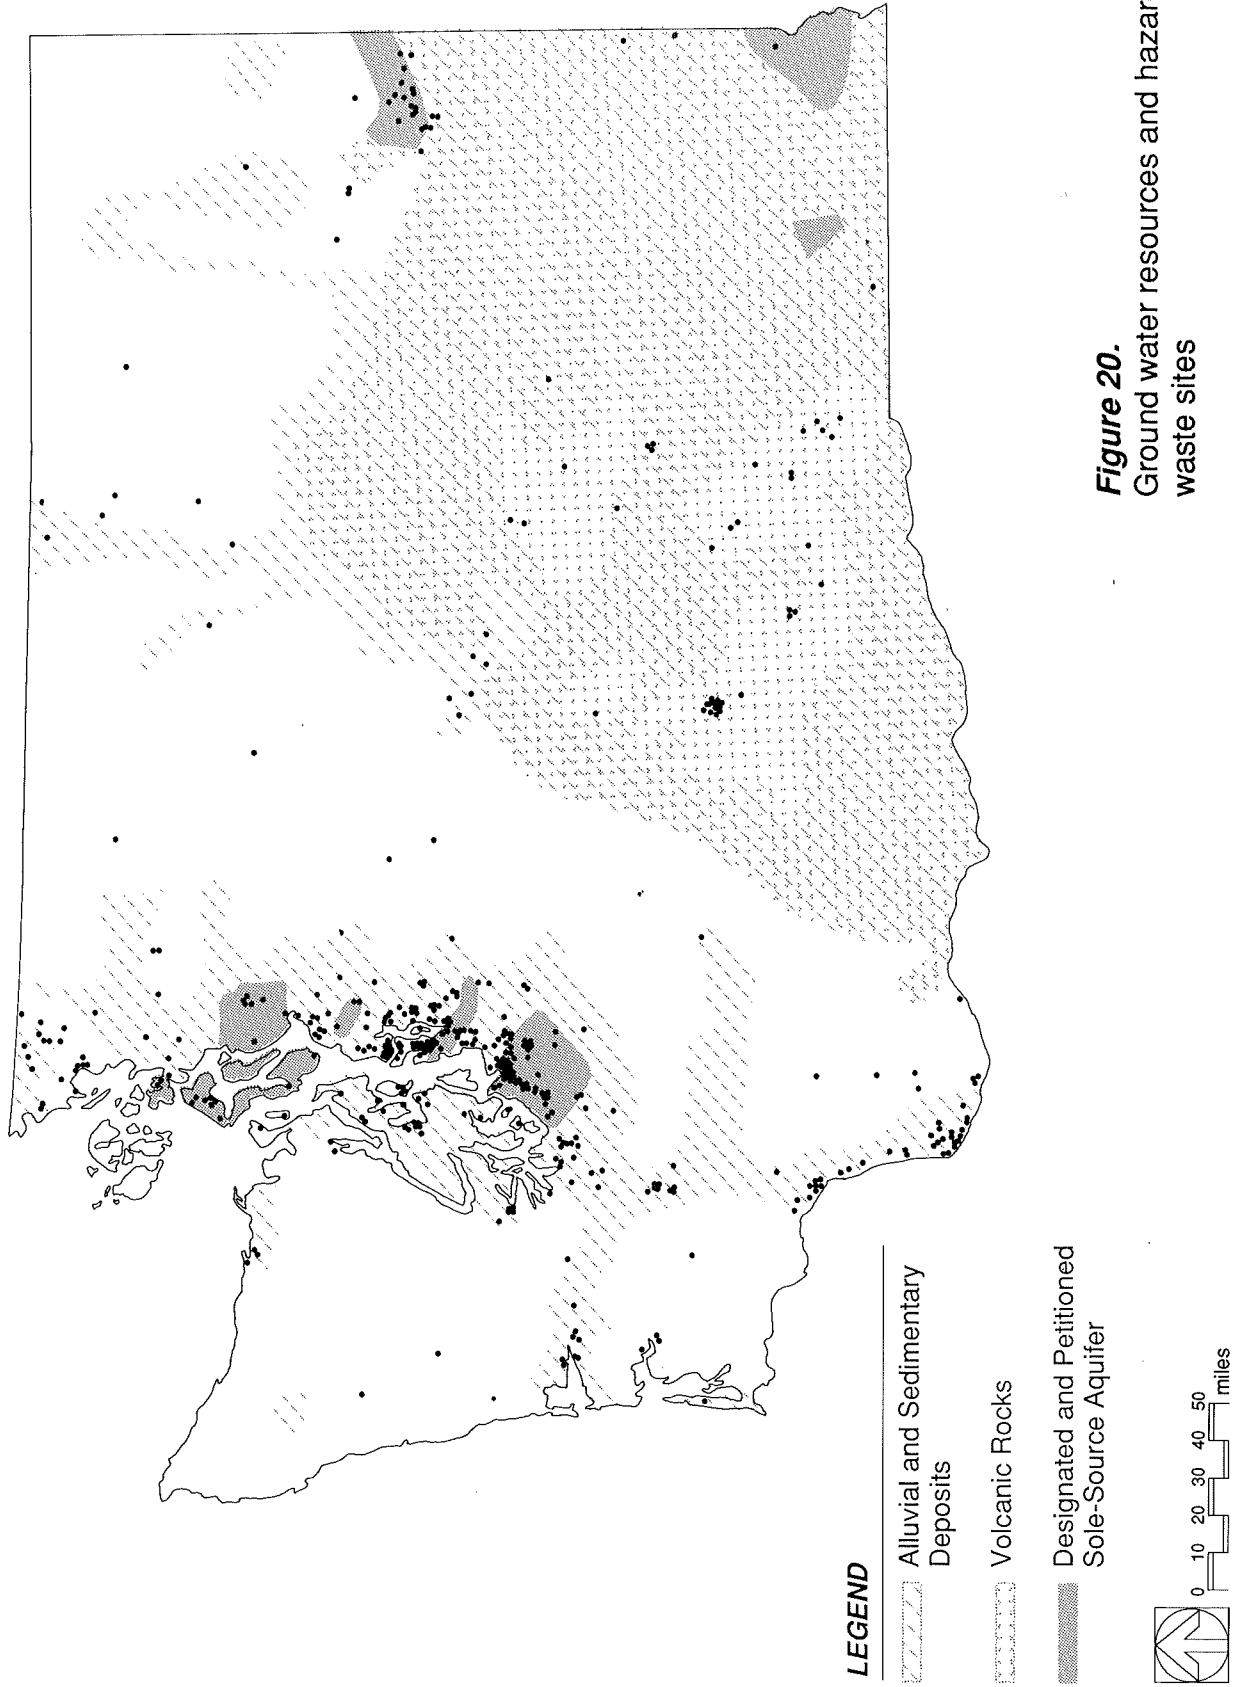 Figure 20.
Ground water resources and hazar
waste sites
LEGEND
Alluvial and Sedimentary
Deposits
Volcanic Rocks
Designated and Petitioned
Sole-Source Aquifer
0 10 20 30 40 50
miles